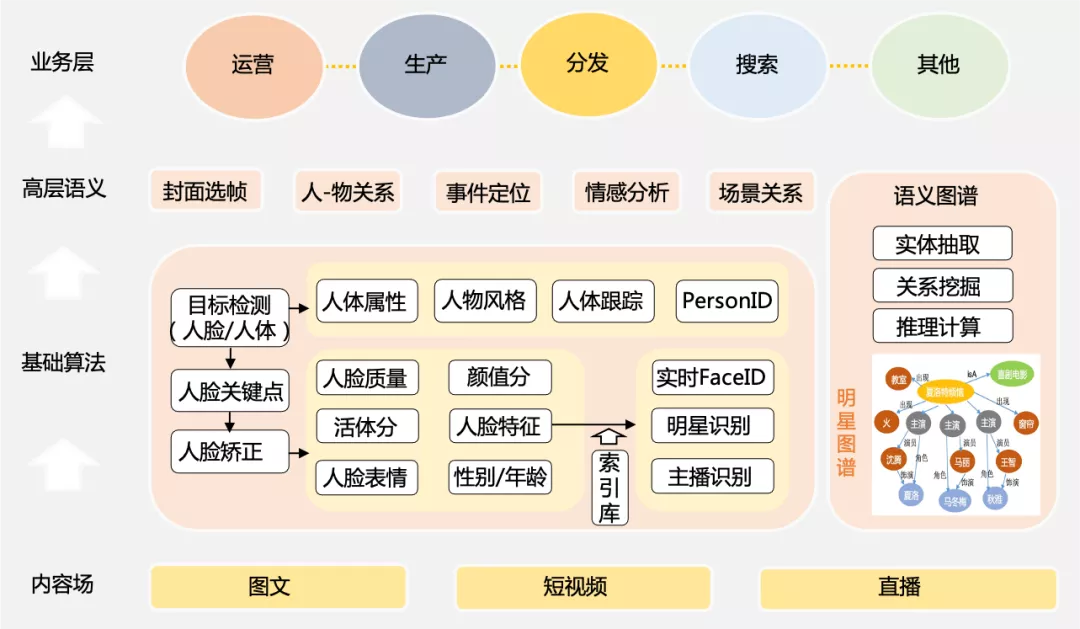 业务层
运营
生产
分发
搜索
其他
高层语义
封面选帧
人-物关系
事件定位
情感分析
场景关系
语义图谱
实体抽取
关系挖掘
推理计算
基础算法
目标检测
（人脸/人体）
人体属性
人物风格
人体跟踪
PersonID
人脸关键点
人脸矫正
人脸质量
颜值分
活体分
人脸特征
人脸表情
性别/年龄
索引库
实时FaceID
明星识别
主播识别
明星图谱
教室
出现
isA
喜剧电影
夏洛特烦恼
出现
出现
火
主演
主演
主演
窗帘
演员
演员
演员
沈腾
角色
马丽
王智
饰演
角色
饰演
角色
饰演
夏洛
马冬梅
秋雅
内容场
图文
短视频
直播